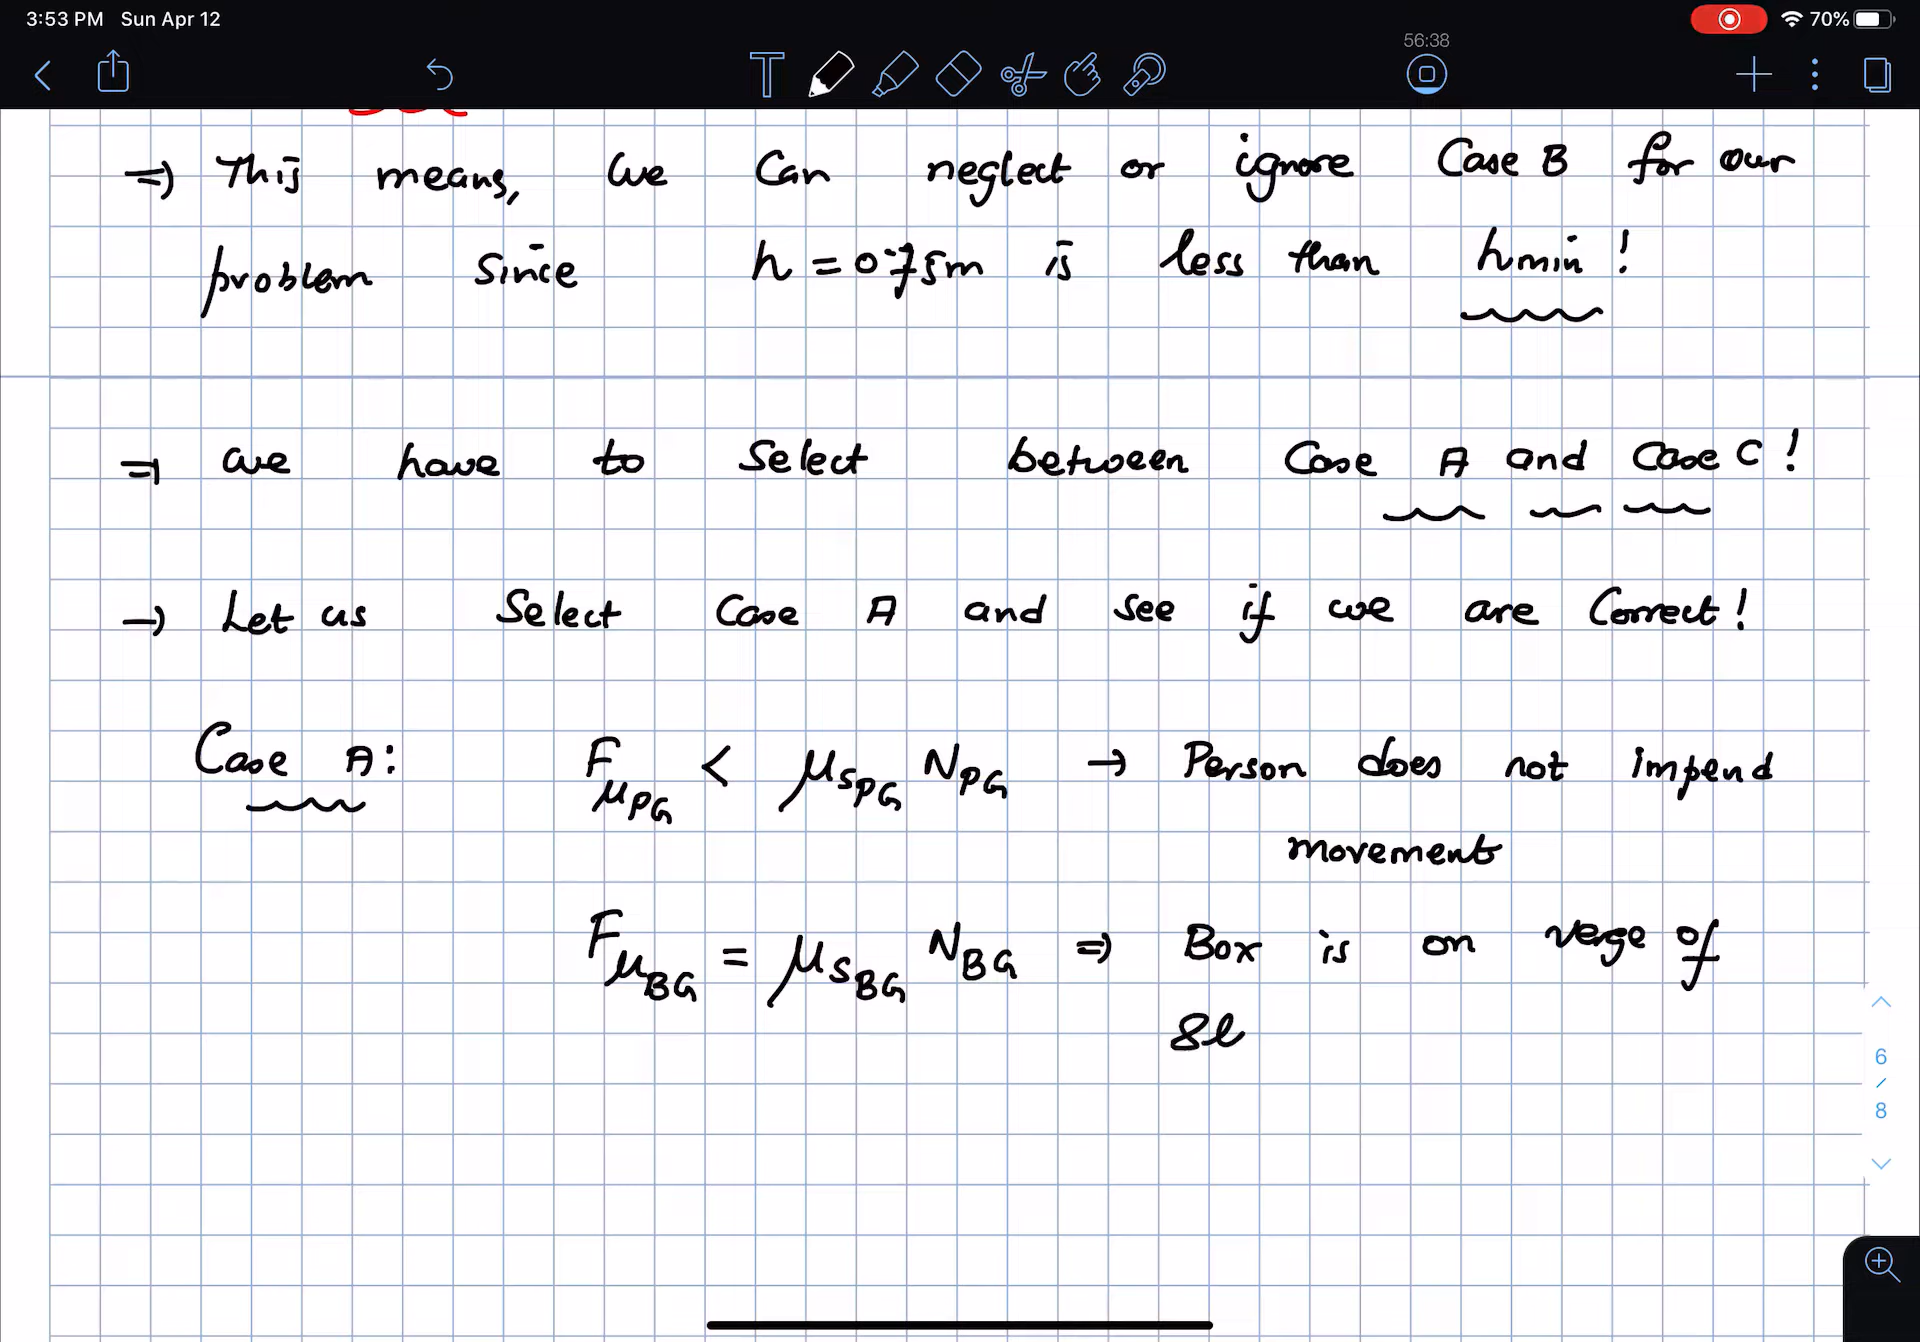 3:53 PM Sun Apr 12
70%
56:38
T
⇒ This means, we can neglect or ignore Case B for our
problem since h = 0.75m is less than hmin!
⇒ we have to select between Case A and Case C!
→ Let us select Case A and see if we are correct!
Case A: F_μPG < μ_SPG N_PG → Person does not impend
movement
F_μBG = μ_SBG N_BG ⇒ Box is on verge of
sl
6
/
8